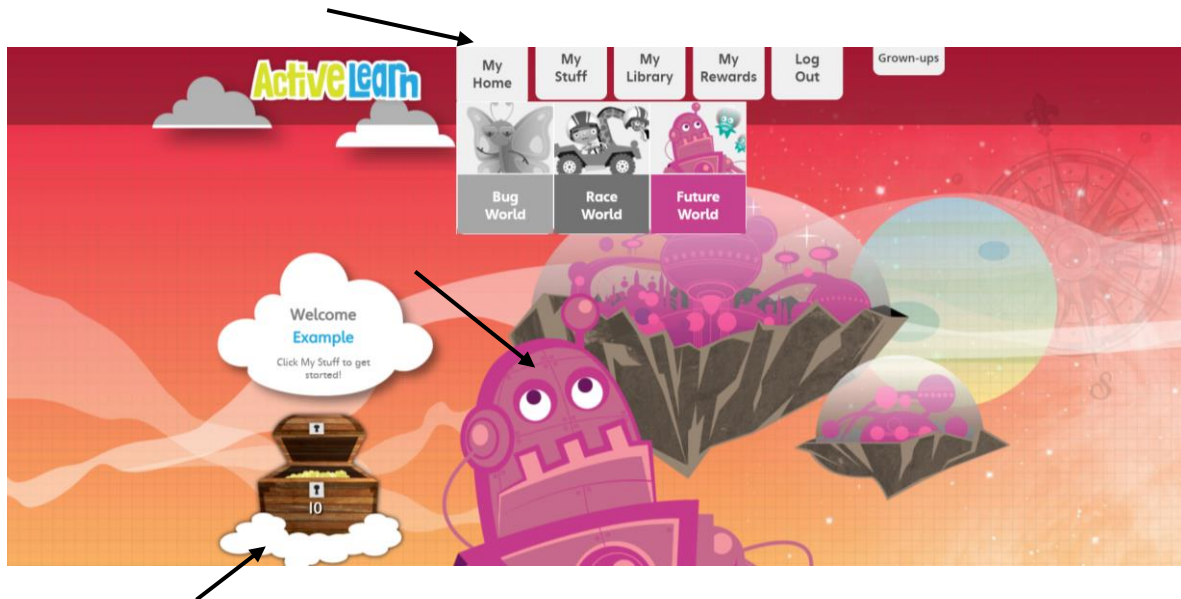 ActiveLearn
My
Home
My
Stuff
My
Library
My
Rewards
Log
Out
Grown-ups
Bug
World
Race
World
Future
World
Welcome
Example
Click My Stuff to get
started!
10